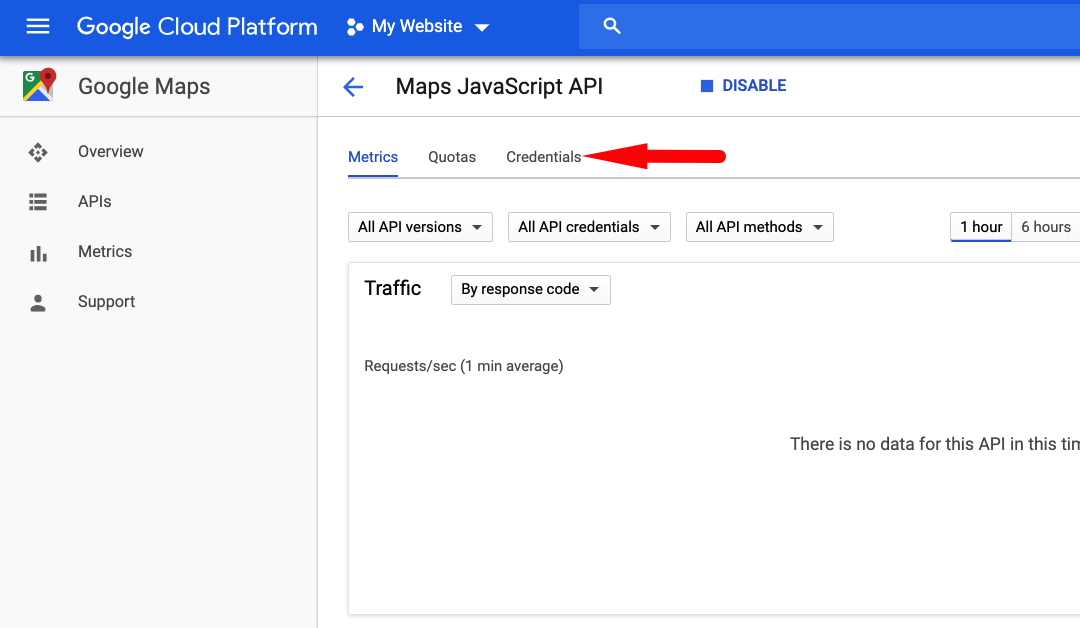 Google Cloud Platform
My Website
G
Google Maps
Maps JavaScript API
DISABLE
Overview
APIs
Metrics
Support
Metrics
Quotas
Credentials
All API versions
All API credentials
All API methods
1 hour
6 hours
Traffic
By response code
Requests/sec (1 min average)
There is no data for this API in this